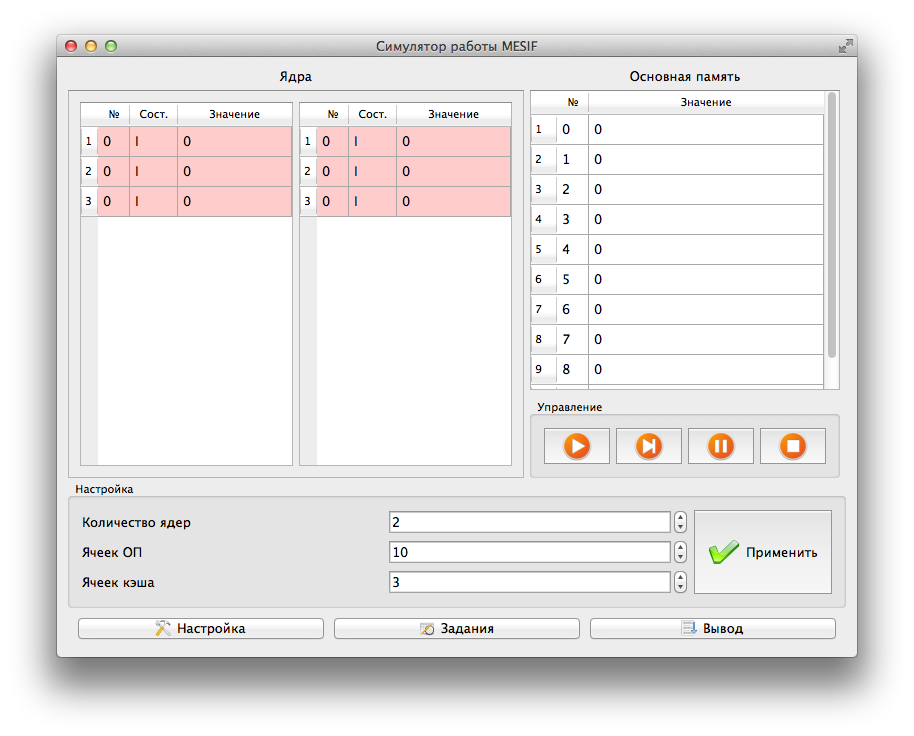 Симулятор работы MESIF
Ядра
Основная память
№ Сост. Значение
1 0 I 0
2 0 I 0
3 0 I 0
№ Сост. Значение
1 0 I 0
2 0 I 0
3 0 I 0
№ Значение
1 0 0
2 1 0
3 2 0
4 3 0
5 4 0
6 5 0
7 6 0
8 7 0
9 8 0
Управление
Настройка
Количество ядер 2
Ячеек ОП 10
Ячеек кэша 3
Применить
Настройка
Задания
Вывод